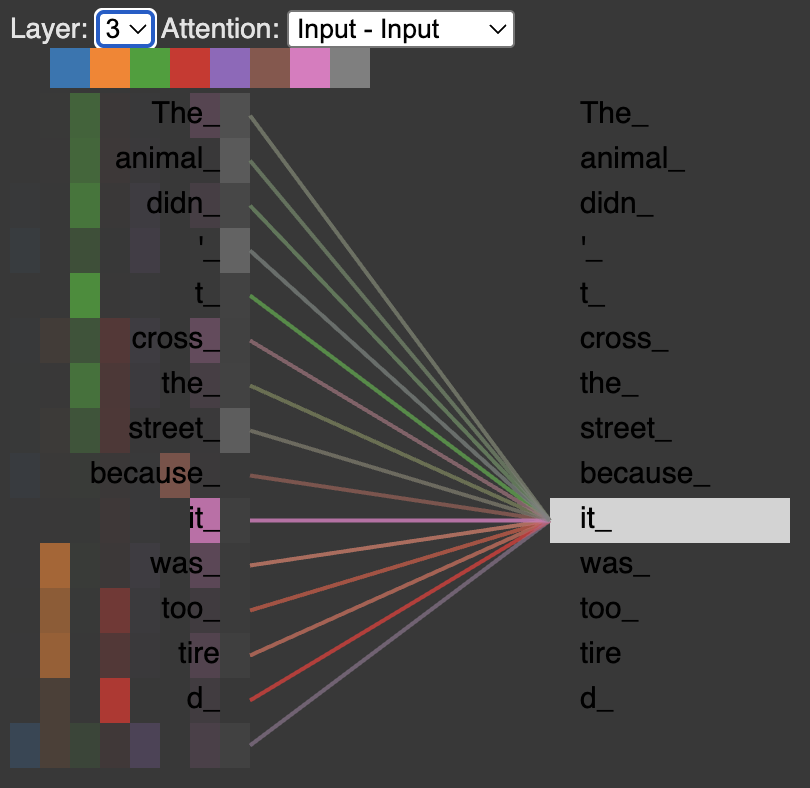 Layer: 3 Attention: Input - Input
The_ The_
animal_ animal_
didn_ didn_
'_ '_
t_ t_
cross_ cross_
the_ the_
street_ street_
because_ because_
it_ it_
was_ was_
too_ too_
tire tire
d_ d_